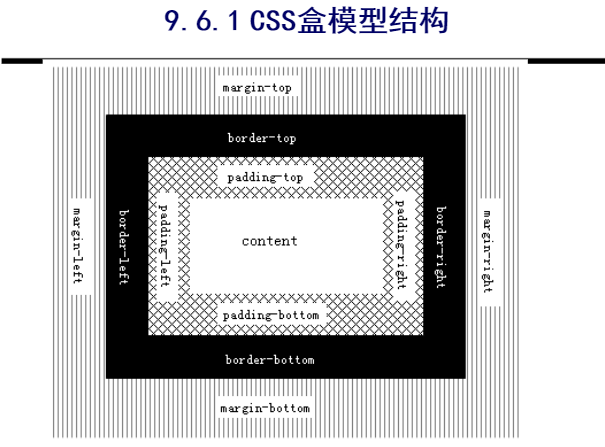 9.6.1 CSS盒模型结构
margin-top
border-top
padding-top
margin-left
border-left
padding-left
content
padding-right
border-right
margin-right
padding-bottom
border-bottom
margin-bottom